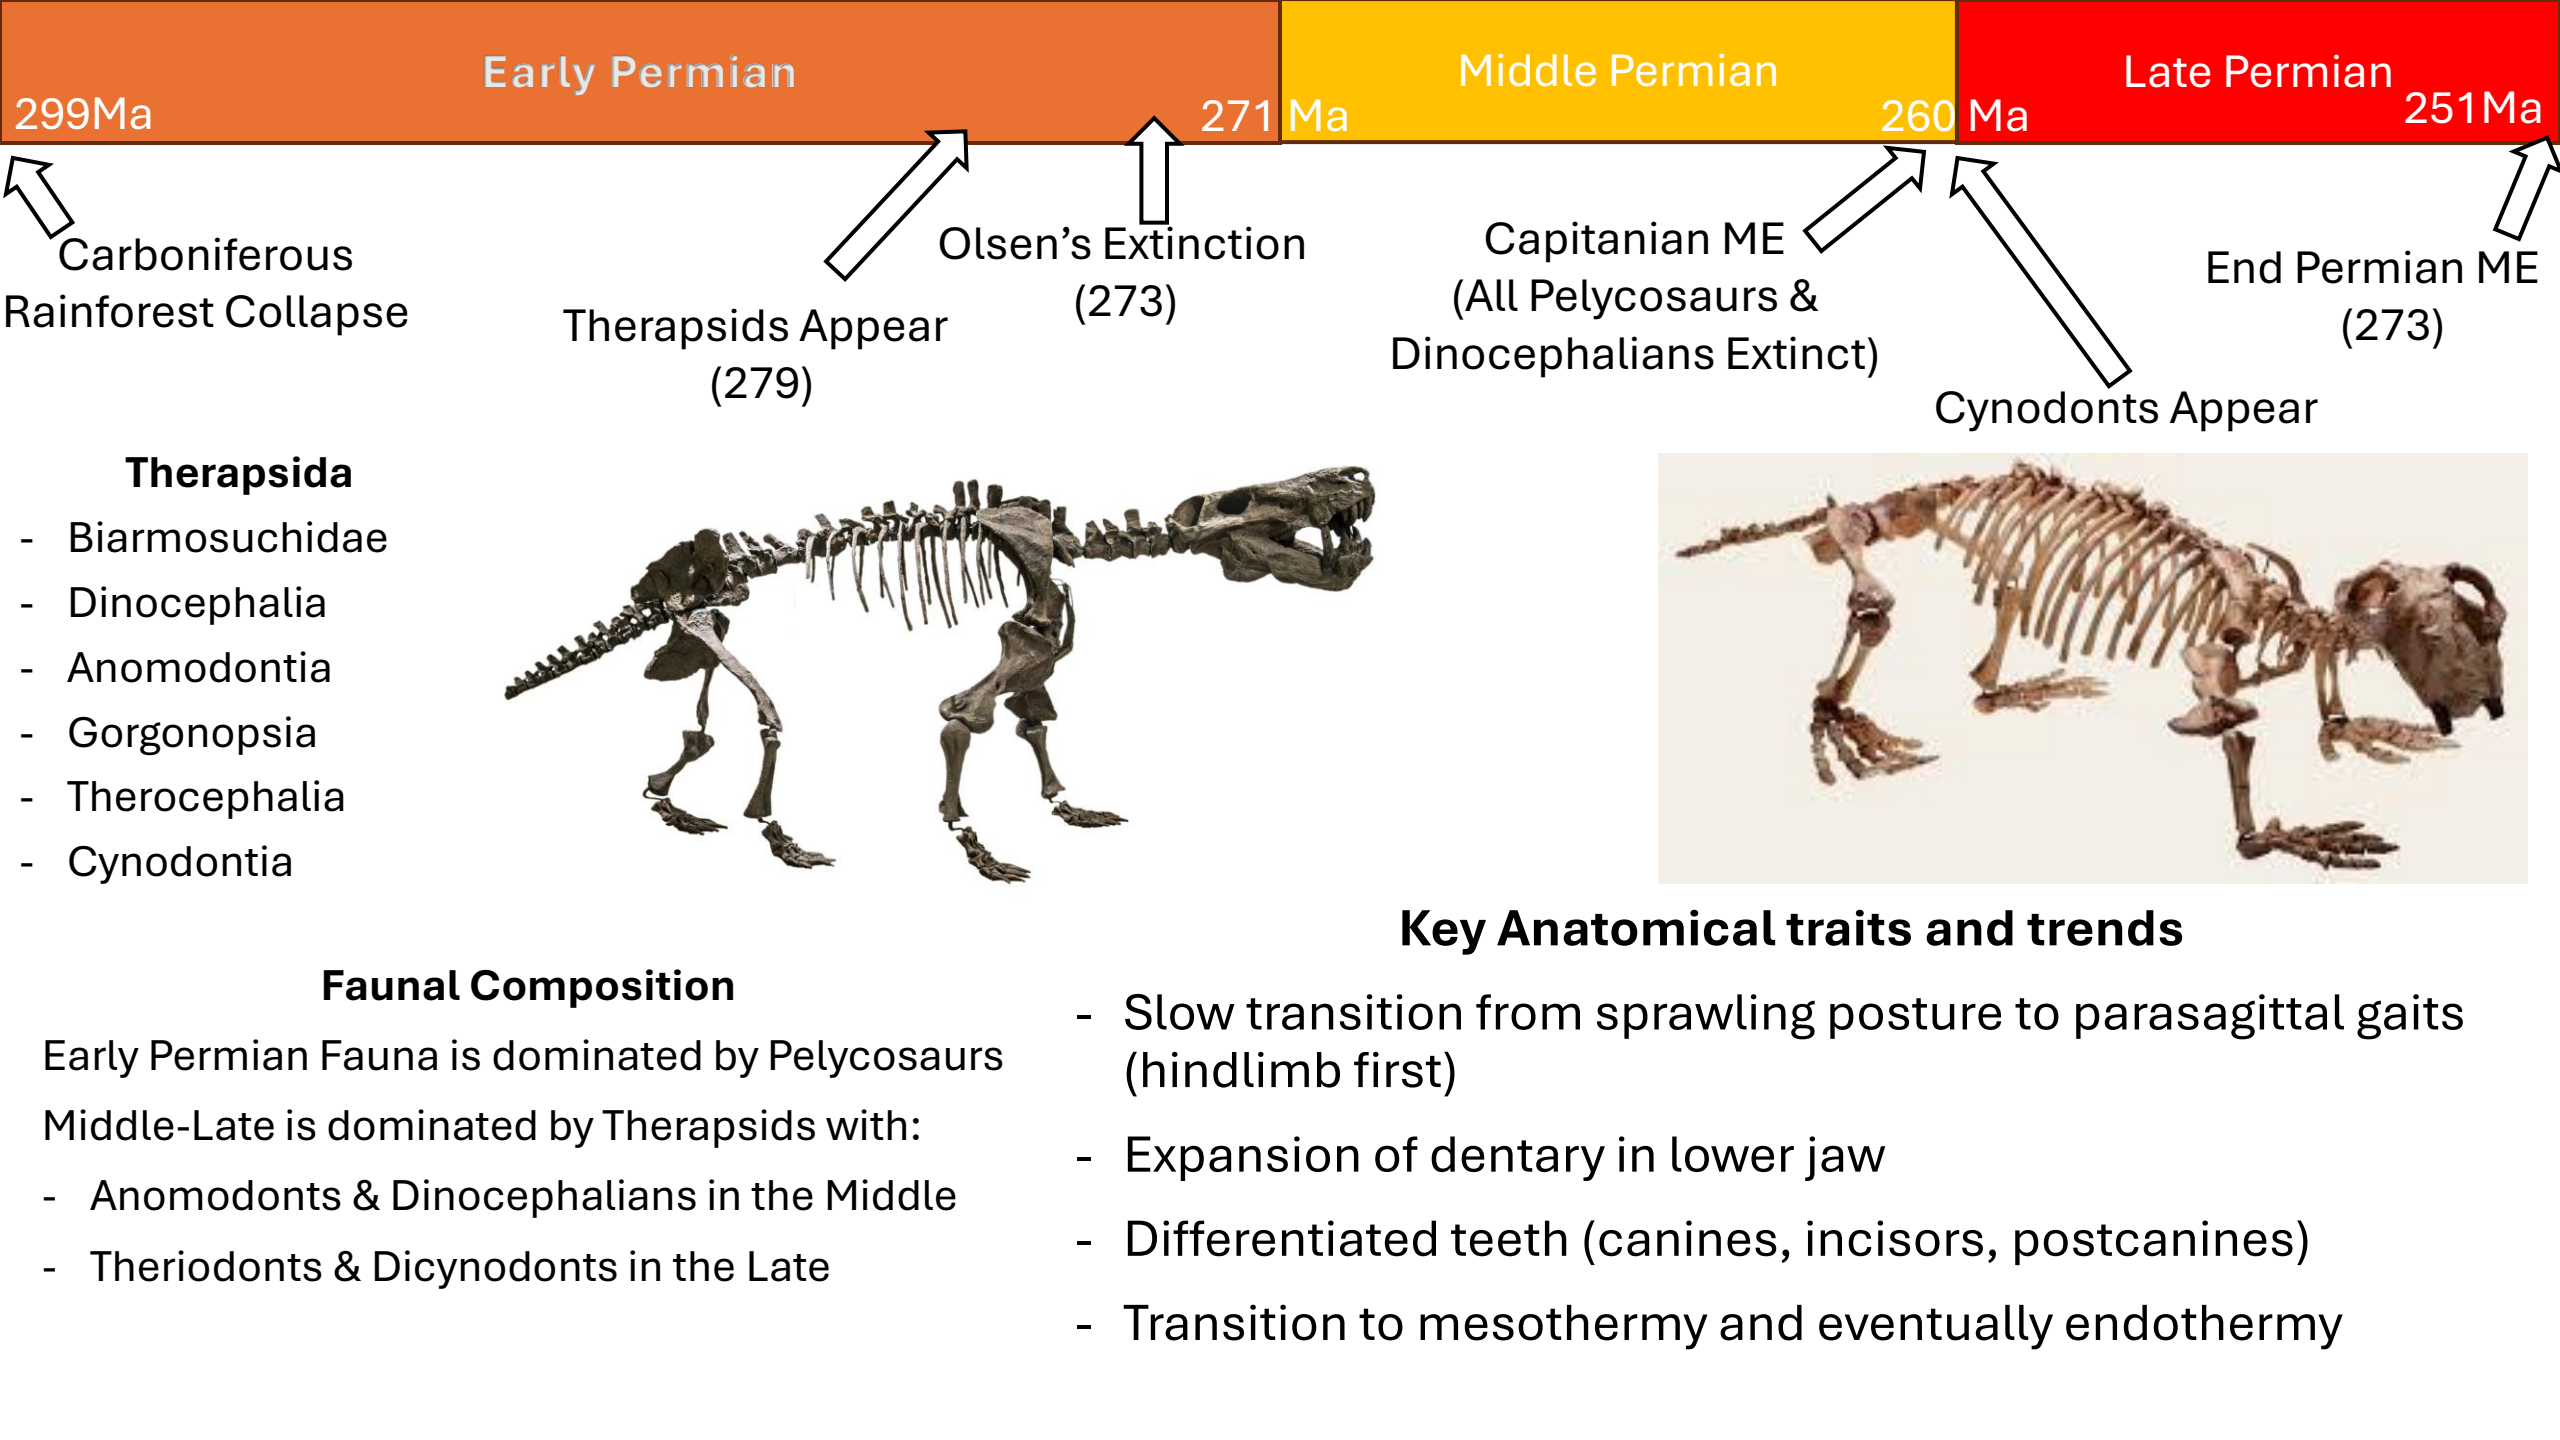 Early Permian
299Ma
271 Ma
Middle Permian
260 Ma
Late Permian
251Ma
Carboniferous
Rainforest Collapse
Therapsids Appear
(279)
Olsen’s Extinction
(273)
Capitanian ME
(All Pelycosaurs &
Dinocephalians Extinct)
Cynodonts Appear
End Permian ME
(273)
Therapsida
- Biarmosuchidae
- Dinocephalia
- Anomodontia
- Gorgonopsia
- Therocephalia
- Cynodontia
Faunal Composition
Early Permian Fauna is dominated by Pelycosaurs
Middle-Late is dominated by Therapsids with:
- Anomodonts & Dinocephalians in the Middle
- Theriodonts & Dicynodonts in the Late
Key Anatomical traits and trends
- Slow transition from sprawling posture to parasagittal gaits
(hindlimb first)
- Expansion of dentary in lower jaw
- Differentiated teeth (canines, incisors, postcanines)
- Transition to mesothermy and eventually endothermy